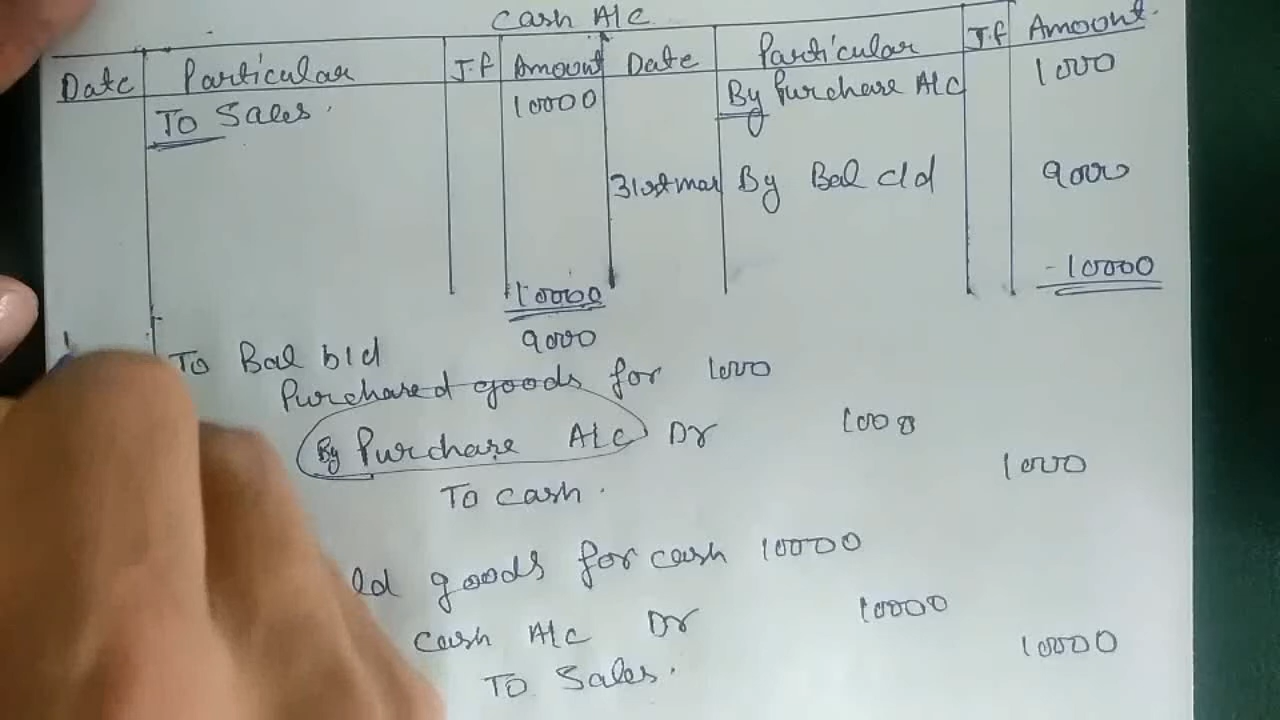 Cash A/C
Date Particular J.f Amount Date Particular J.f Amount
To Sales. 10000 By Purchase A/C 1000
31st mar By Bal c/d 9000
10000 10000
To Bal b/d 9000
Purchased goods for 1000
By Purchase A/C Dr 1000
To cash. 1000
ld goods for cash 10000
Cash A/C Dr 10000
To Sales. 10000